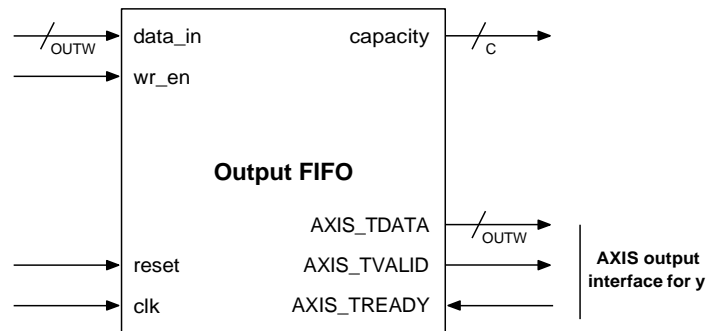 data_in
capacity
OUTW
C
wr_en
Output FIFO
AXIS_TDATA
OUTW
reset
AXIS_TVALID
AXIS output
interface for y
clk
AXIS_TREADY